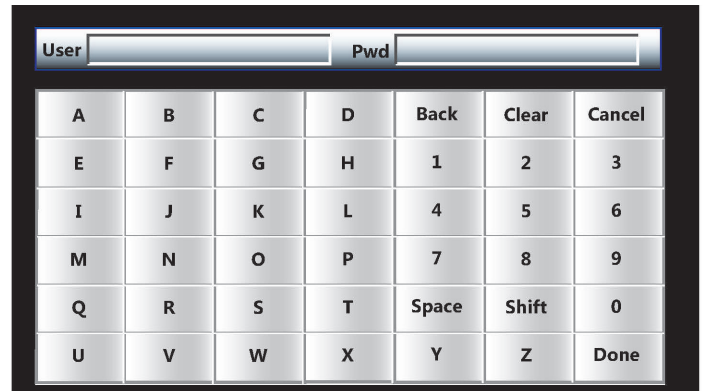 User Pwd
A B C D Back Clear Cancel
E F G H 1 2 3
I J K L 4 5 6
M N O P 7 8 9
Q R S T Space Shift 0
U V W X Y Z Done